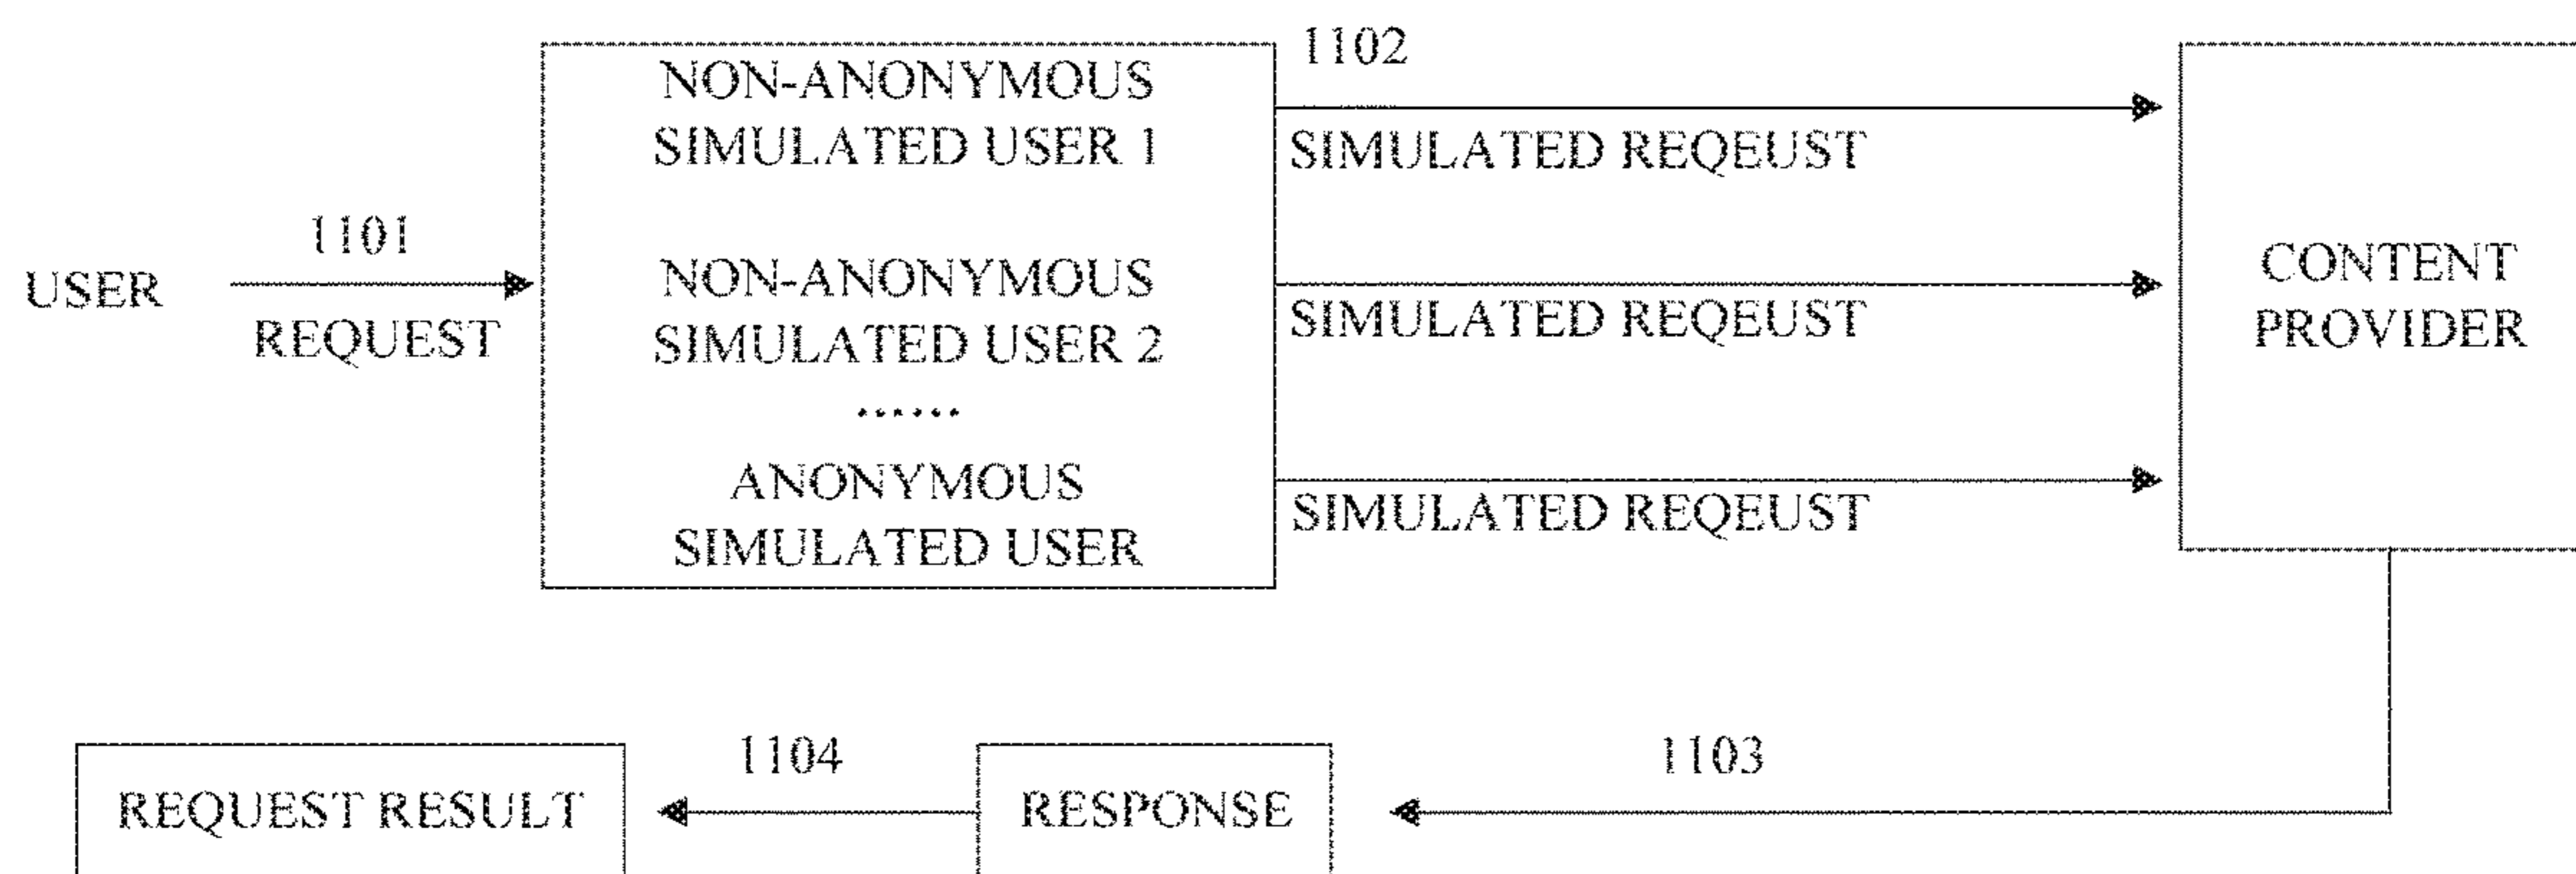 1102
NON-ANONYMOUS
SIMULATED USER 1
SIMULATED REQEUST
1101
USER
REQUEST
NON-ANONYMOUS
SIMULATED USER 2
SIMULATED REQEUST
......
ANONYMOUS
SIMULATED USER
SIMULATED REQEUST
CONTENT
PROVIDER
1104
1103
REQUEST RESULT
RESPONSE